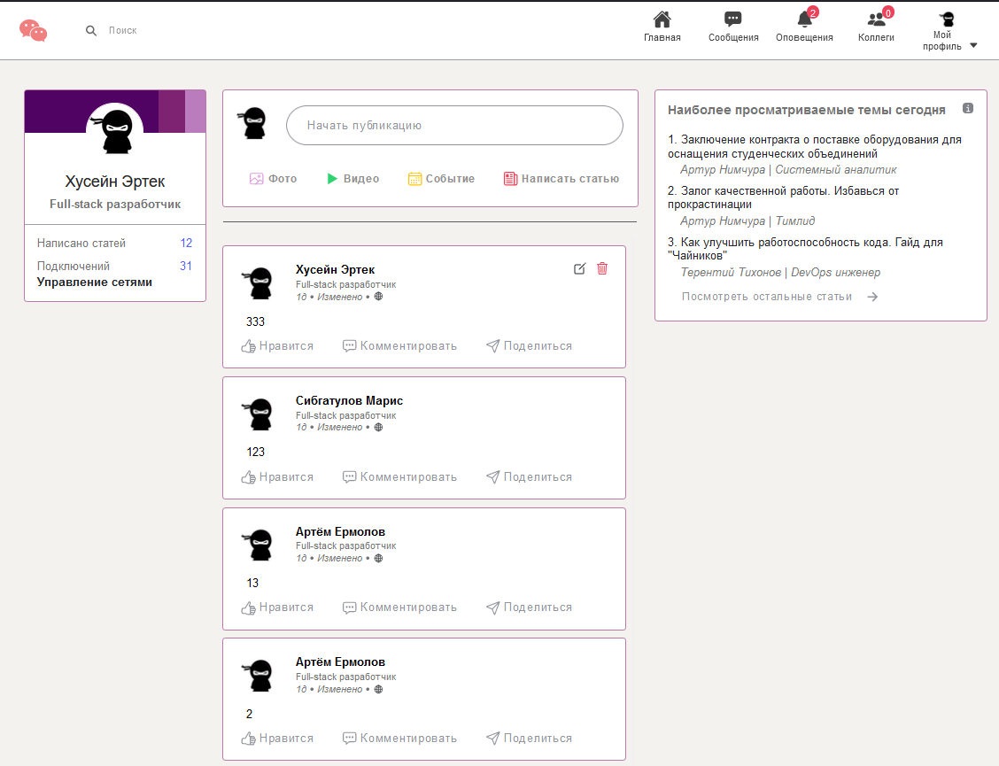 Поиск
Главная
Сообщения
2
Оповещения
0
Коллеги
Мой
профиль
Хусейн Эртек
Full-stack разработчик
Написано статей 12
Подключений 31
Управление сетями
Начать публикацию
Фото Видео Событие Написать статью
Хусейн Эртек
Full-stack разработчик
1д • Изменено •
333
Нравится Комментировать Поделиться
Сибгатулов Марис
Full-stack разработчик
1д • Изменено •
123
Нравится Комментировать Поделиться
Артём Ермолов
Full-stack разработчик
1д • Изменено •
13
Нравится Комментировать Поделиться
Артём Ермолов
Full-stack разработчик
1д • Изменено •
2
Нравится Комментировать Поделиться
Наиболее просматриваемые темы сегодня
1. Заключение контракта о поставке оборудования для
оснащения студенческих объединений
Артур Нимчура | Системный аналитик
2. Залог качественной работы. Избавься от
прокрастинации
Артур Нимчура | Тимлид
3. Как улучшить работоспособность кода. Гайд для
"Чайников"
Терентий Тихонов | DevOps инженер
Посмотреть остальные статьи